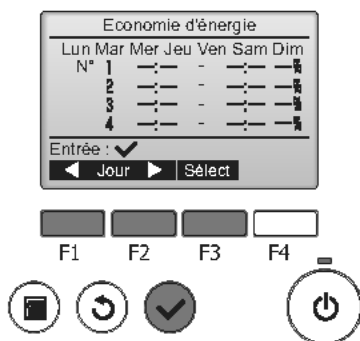 Economie d'énergie
Lun Mar Mer Jeu Ven Sam Dim
N° 1 --:-- - --:-- --%
2 --:-- - --:-- --%
3 --:-- - --:-- --%
4 --:-- - --:-- --%
Entrée : ✓
◀ Jour ▶ Sélect
F1 F2 F3 F4